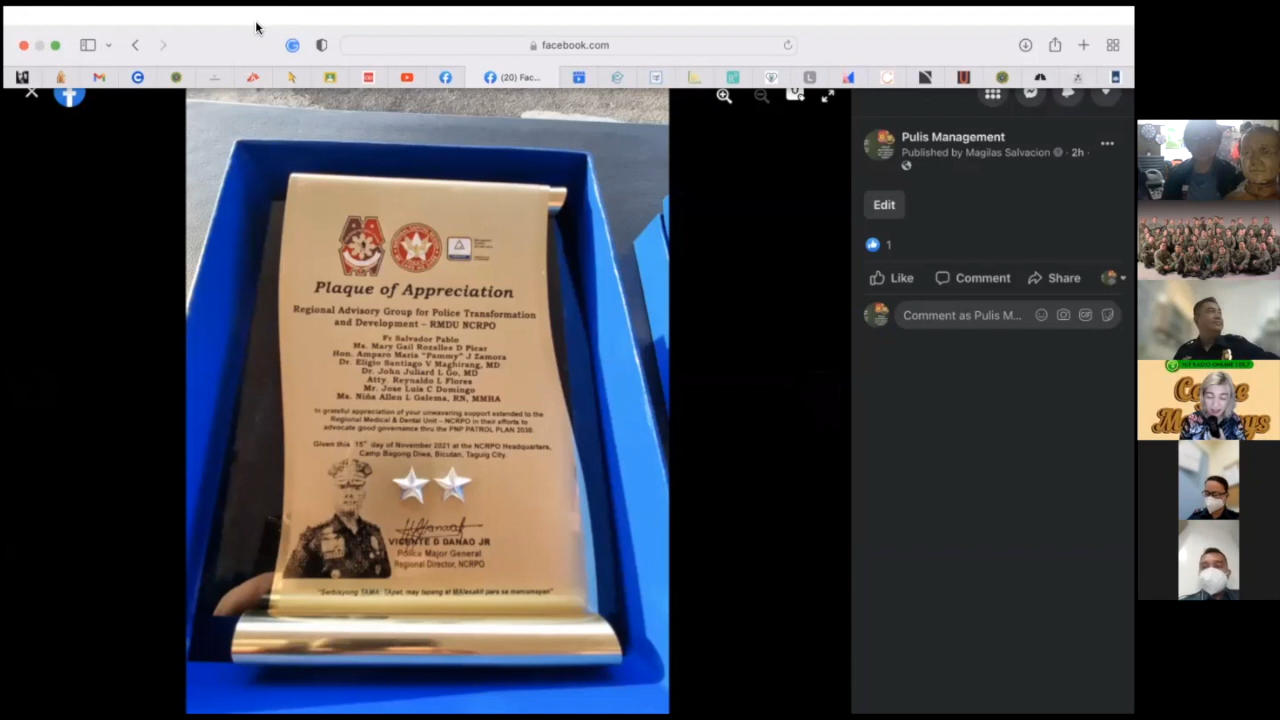 facebook.com
(20) Fac...
Plaque of Appreciation
Regional Advisory Group for Police Transformation
and Development – RMDU NCRPO
Fr Salvador Pablo
Ms. Mary Gail Rozalles D Picar
Hon. Amparo Maria "Pammy" J Zamora
Dr. Eligio Santiago V Maghirang, MD
Dr. John Juliard L Go, MD
Atty. Reynaldo L Flores
Mr. Jose Luis C Domingo
Ms. Niña Allen L Galema, RN, MMHA
In grateful appreciation of your unwavering support extended to the
Regional Medical & Dental Unit – NCRPO in their efforts to
advocate good governance thru the PNP PATROL PLAN 2030.
Given this 15th day of November 2021 at the NCRPO Headquarters,
Camp Bagong Diwa, Bicutan, Taguig City.
VICENTE D DANAO JR
Police Major General
Regional Director, NCRPO
Pulis Management
Published by Magilas Salvacion · 2h ·
Edit
1
Like Comment Share
Comment as Pulis M...